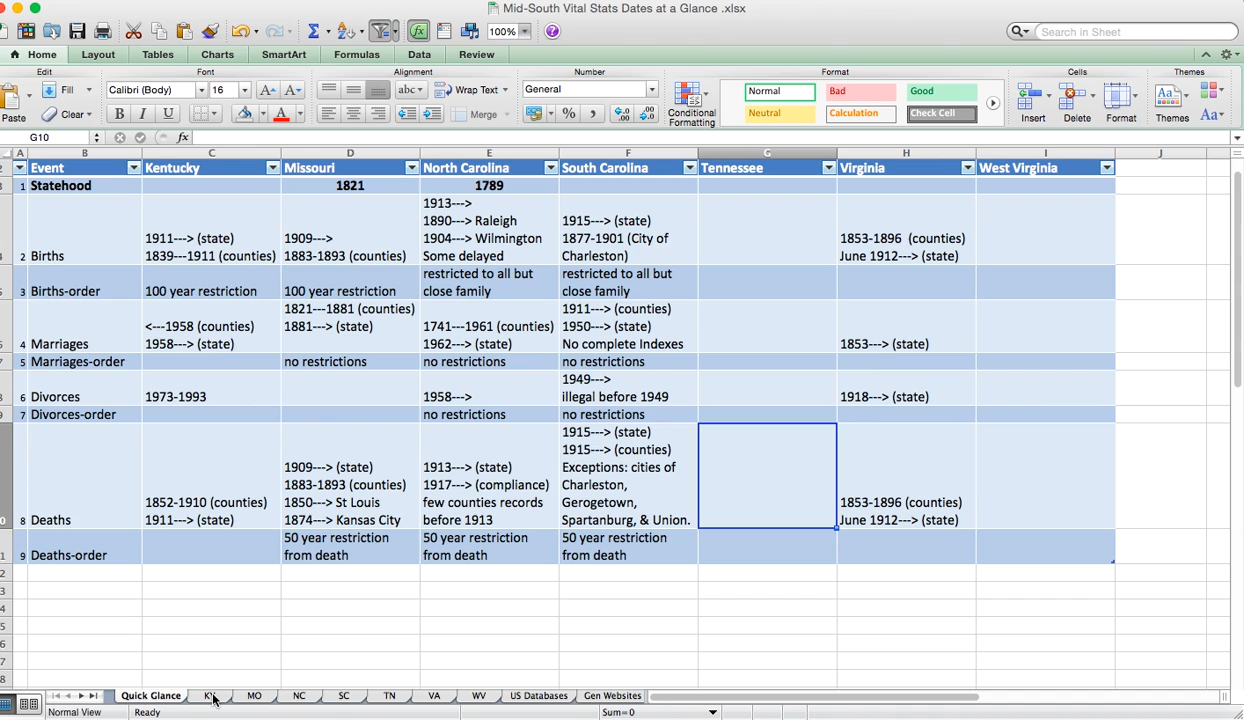 Mid-South Vital Stats Dates at a Glance .xlsx
100%
Search in Sheet
Home Layout Tables Charts SmartArt Formulas Data Review
Edit Font Alignment Number Format Cells Themes
Fill Calibri (Body) 16 A A abc Wrap Text General Normal Bad Good
Paste Clear B I U A Merge % Conditional Formatting Neutral Calculation Check Cell Insert Delete Format Themes Aa
G10 fx
A B C D E F G H I J
Event Kentucky Missouri North Carolina South Carolina Tennessee Virginia West Virginia
1 Statehood 1821 1789
2 Births
1911---> (state)
1839---1911 (counties)
1909--->
1883-1893 (counties)
1913--->
1890---> Raleigh
1904---> Wilmington
Some delayed
1915---> (state)
1877-1901 (City of
Charleston)
1853-1896 (counties)
June 1912---> (state)
3 Births-order
100 year restriction
100 year restriction
restricted to all but
close family
restricted to all but
close family
4 Marriages
<---1958 (counties)
1958---> (state)
1821---1881 (counties)
1881---> (state)
1741---1961 (counties)
1962---> (state)
1911---> (counties)
1950---> (state)
No complete Indexes
1853---> (state)
5 Marriages-order
no restrictions
no restrictions
no restrictions
6 Divorces
1973-1993
1958--->
1949--->
illegal before 1949
1918---> (state)
7 Divorces-order
no restrictions
no restrictions
8 Deaths
1852-1910 (counties)
1911---> (state)
1909---> (state)
1883-1893 (counties)
1850---> St Louis
1874---> Kansas City
1913---> (state)
1917---> (compliance)
few counties records
before 1913
1915---> (state)
1915---> (counties)
Exceptions: cities of
Charleston,
Gerogetown,
Spartanburg, & Union.
1853-1896 (counties)
June 1912---> (state)
9 Deaths-order
50 year restriction
from death
50 year restriction
from death
50 year restriction
from death
Quick Glance KY MO NC SC TN VA WV US Databases Gen Websites
Normal View Ready Sum=0